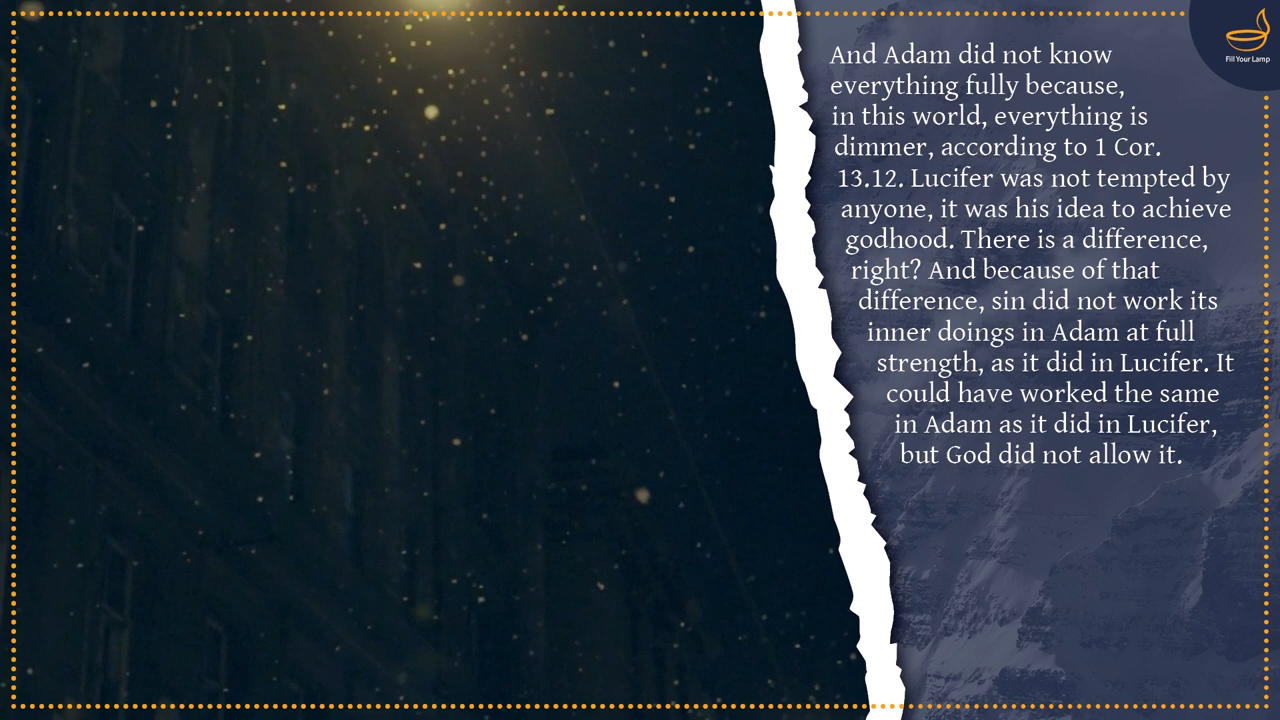 And Adam did not know
everything fully because,
in this world, everything is
dimmer, according to 1 Cor.
13.12. Lucifer was not tempted by
anyone, it was his idea to achieve
godhood. There is a difference,
right? And because of that
difference, sin did not work its
inner doings in Adam at full
strength, as it did in Lucifer. It
could have worked the same
in Adam as it did in Lucifer,
but God did not allow it.
Fill Your Lamp